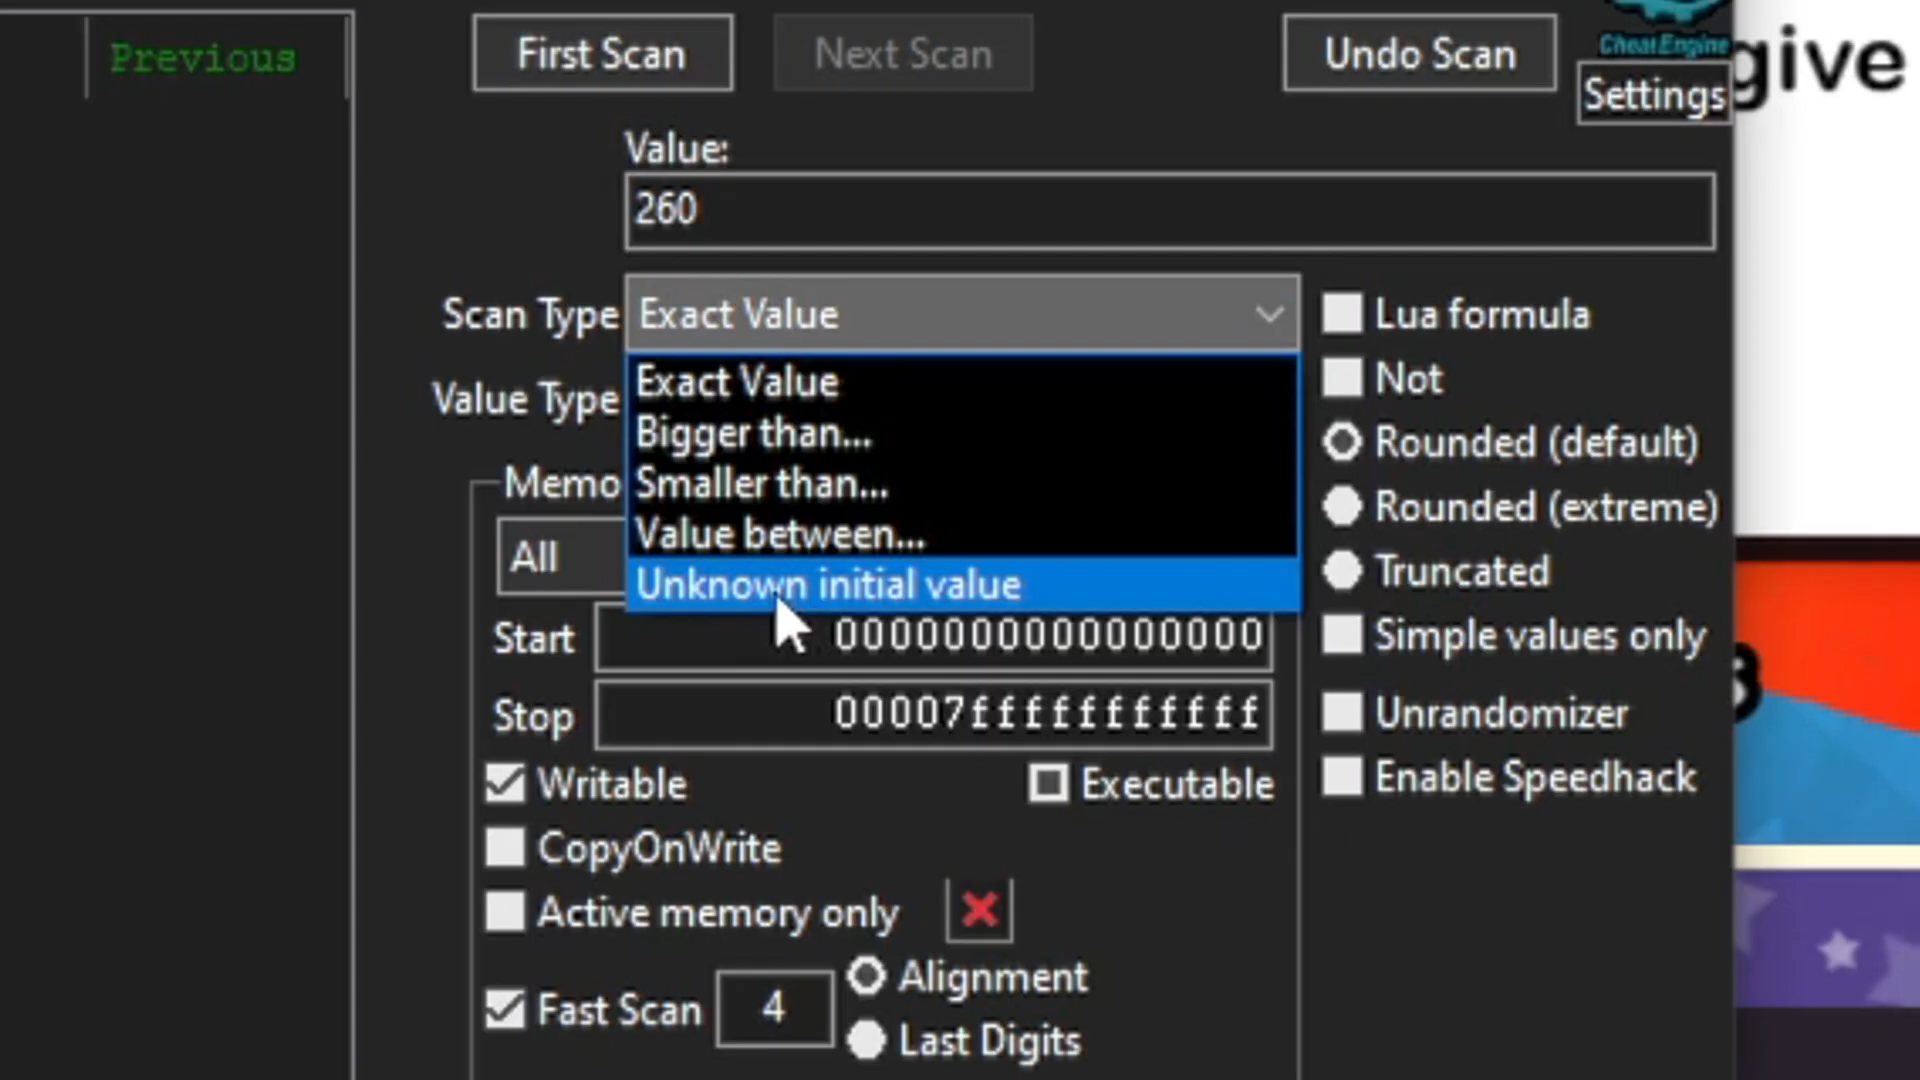 Previous
First Scan
Next Scan
Undo Scan
CheatEngine
Settings
give
Value:
260
Scan Type
Exact Value
Lua formula
Exact Value
Not
Value Type
Bigger than...
Rounded (default)
Memo
Smaller than...
Rounded (extreme)
Value between...
All
Truncated
Unknown initial value
Start
0000000000000000
Simple values only
Stop
00007fffffffffff
Unrandomizer
Writable
Executable
Enable Speedhack
CopyOnWrite
Active memory only
Alignment
Fast Scan
4
Last Digits